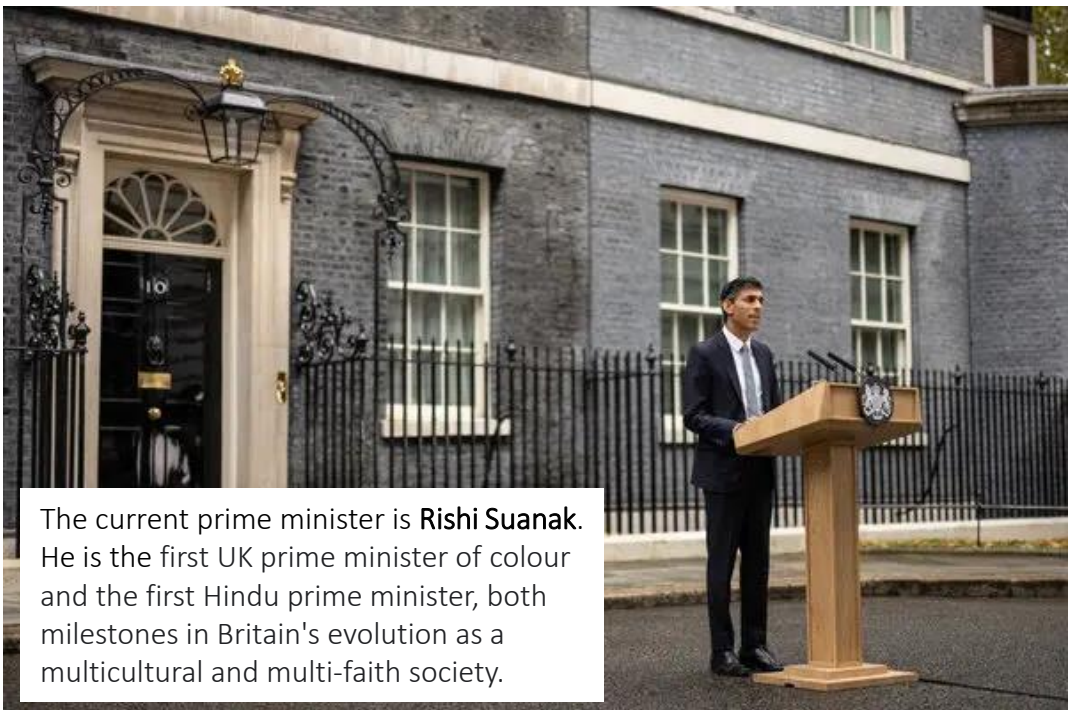 10
The current prime minister is Rishi Suanak.
He is the first UK prime minister of colour
and the first Hindu prime minister, both
milestones in Britain's evolution as a
multicultural and multi-faith society.